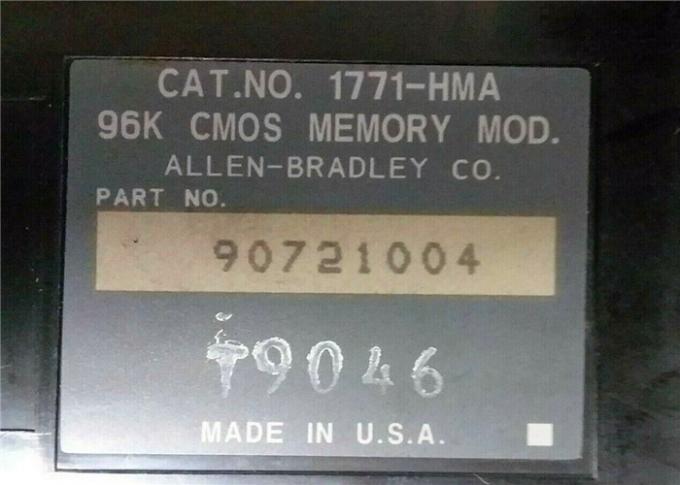 CAT.NO. 1771-HMA
96K CMOS MEMORY MOD.
ALLEN-BRADLEY CO.
PART NO.
90721004
T9046
MADE IN U.S.A.